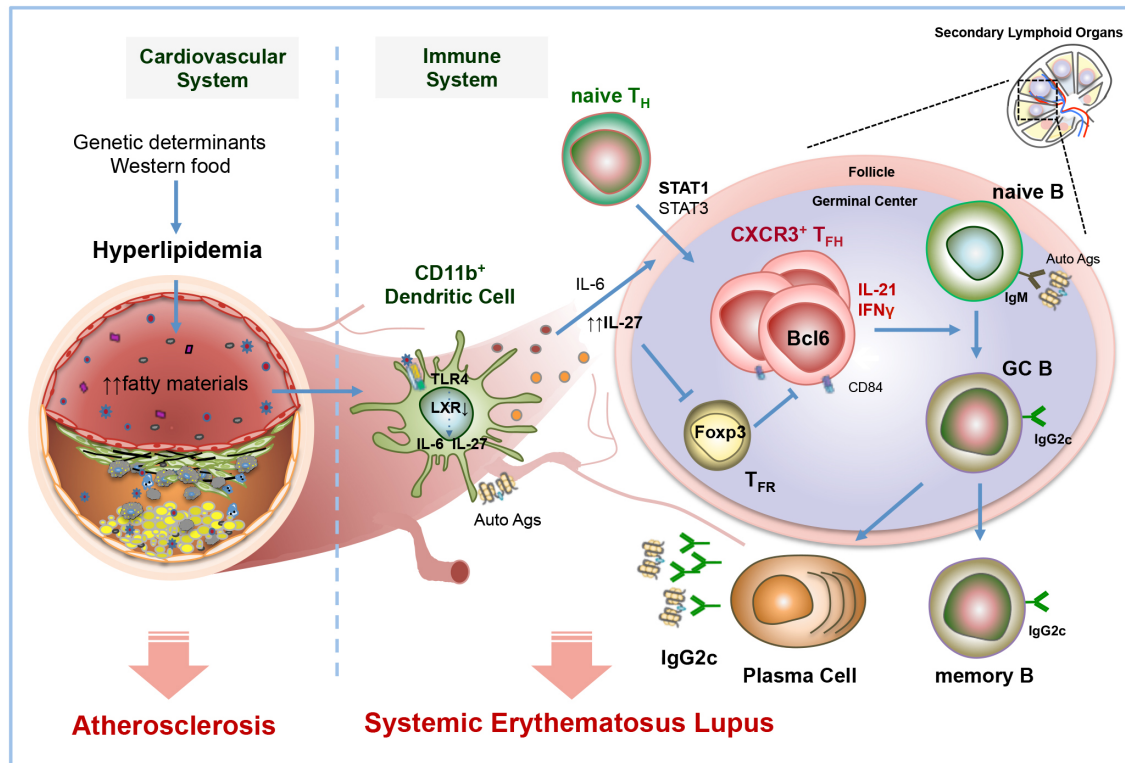 Cardiovascular
System
Immune
System
Secondary Lymphoid Organs
Genetic determinants
Western food
Hyperlipidemia
↑↑fatty materials
CD11b⁺
Dendritic Cell
TLR4
LXR↓
IL-6 IL-27
Auto Ags
naive T_H
STAT1
STAT3
IL-6
↑↑IL-27
Follicle
Germinal Center
CXCR3⁺ T_FH
Bcl6
IL-21
IFNγ
CD84
Foxp3
T_FR
naive B
Auto Ags
IgM
GC B
IgG2c
IgG2c
Plasma Cell
IgG2c
memory B
Atherosclerosis
Systemic Erythematosus Lupus